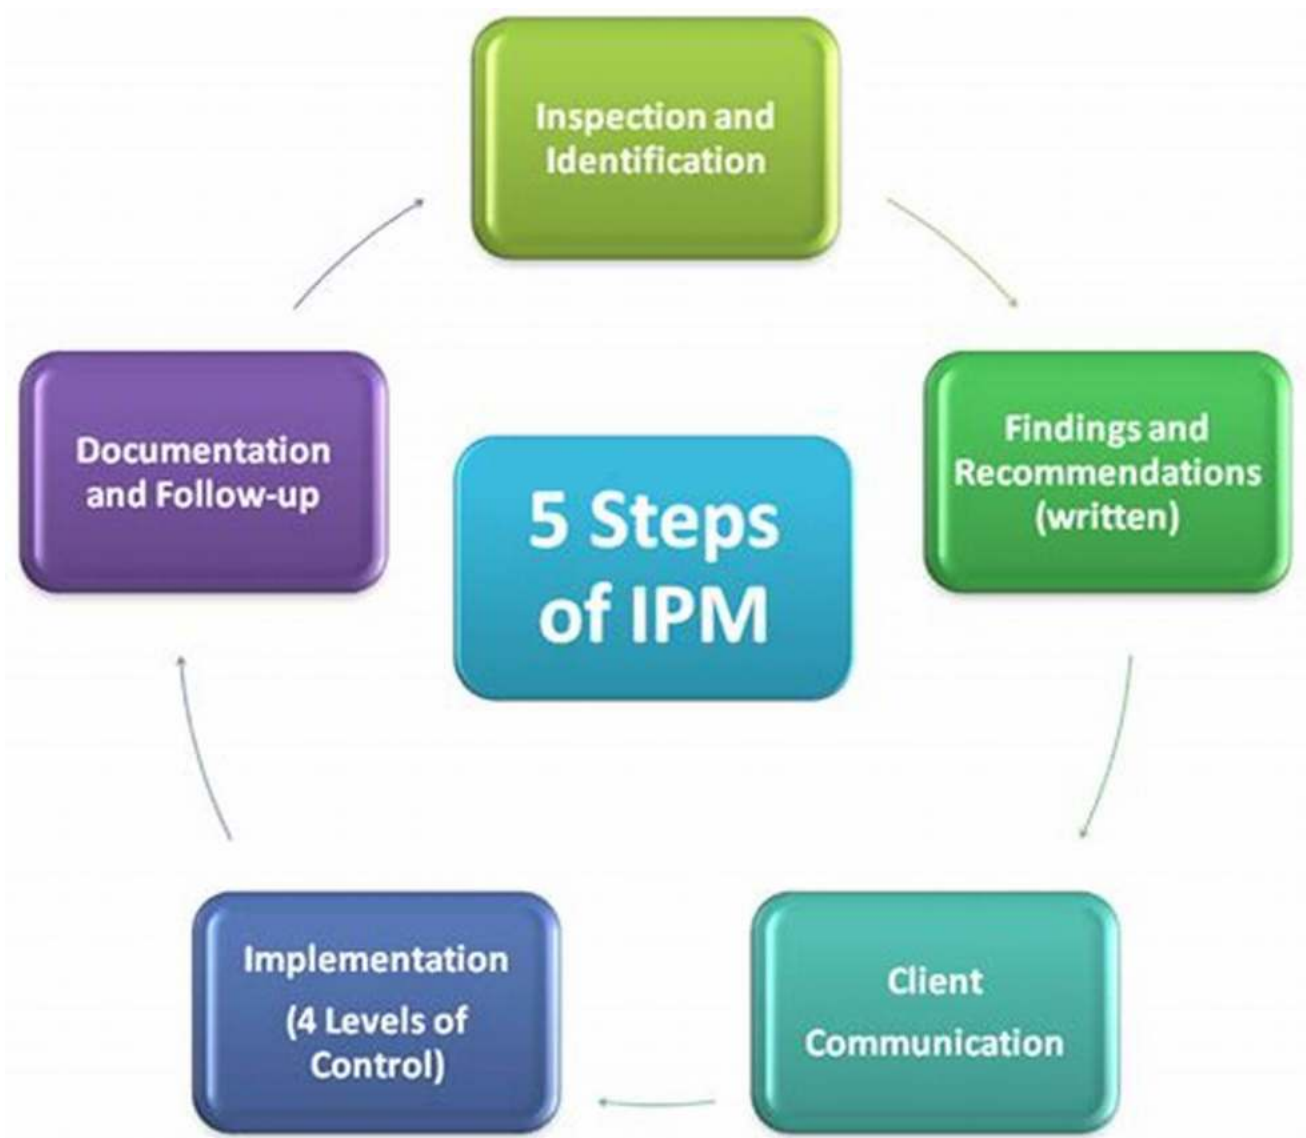 Inspection and
Identification
Findings and
Recommendations
(written)
Client
Communication
Implementation
(4 Levels of
Control)
Documentation
and Follow-up
5 Steps
of IPM